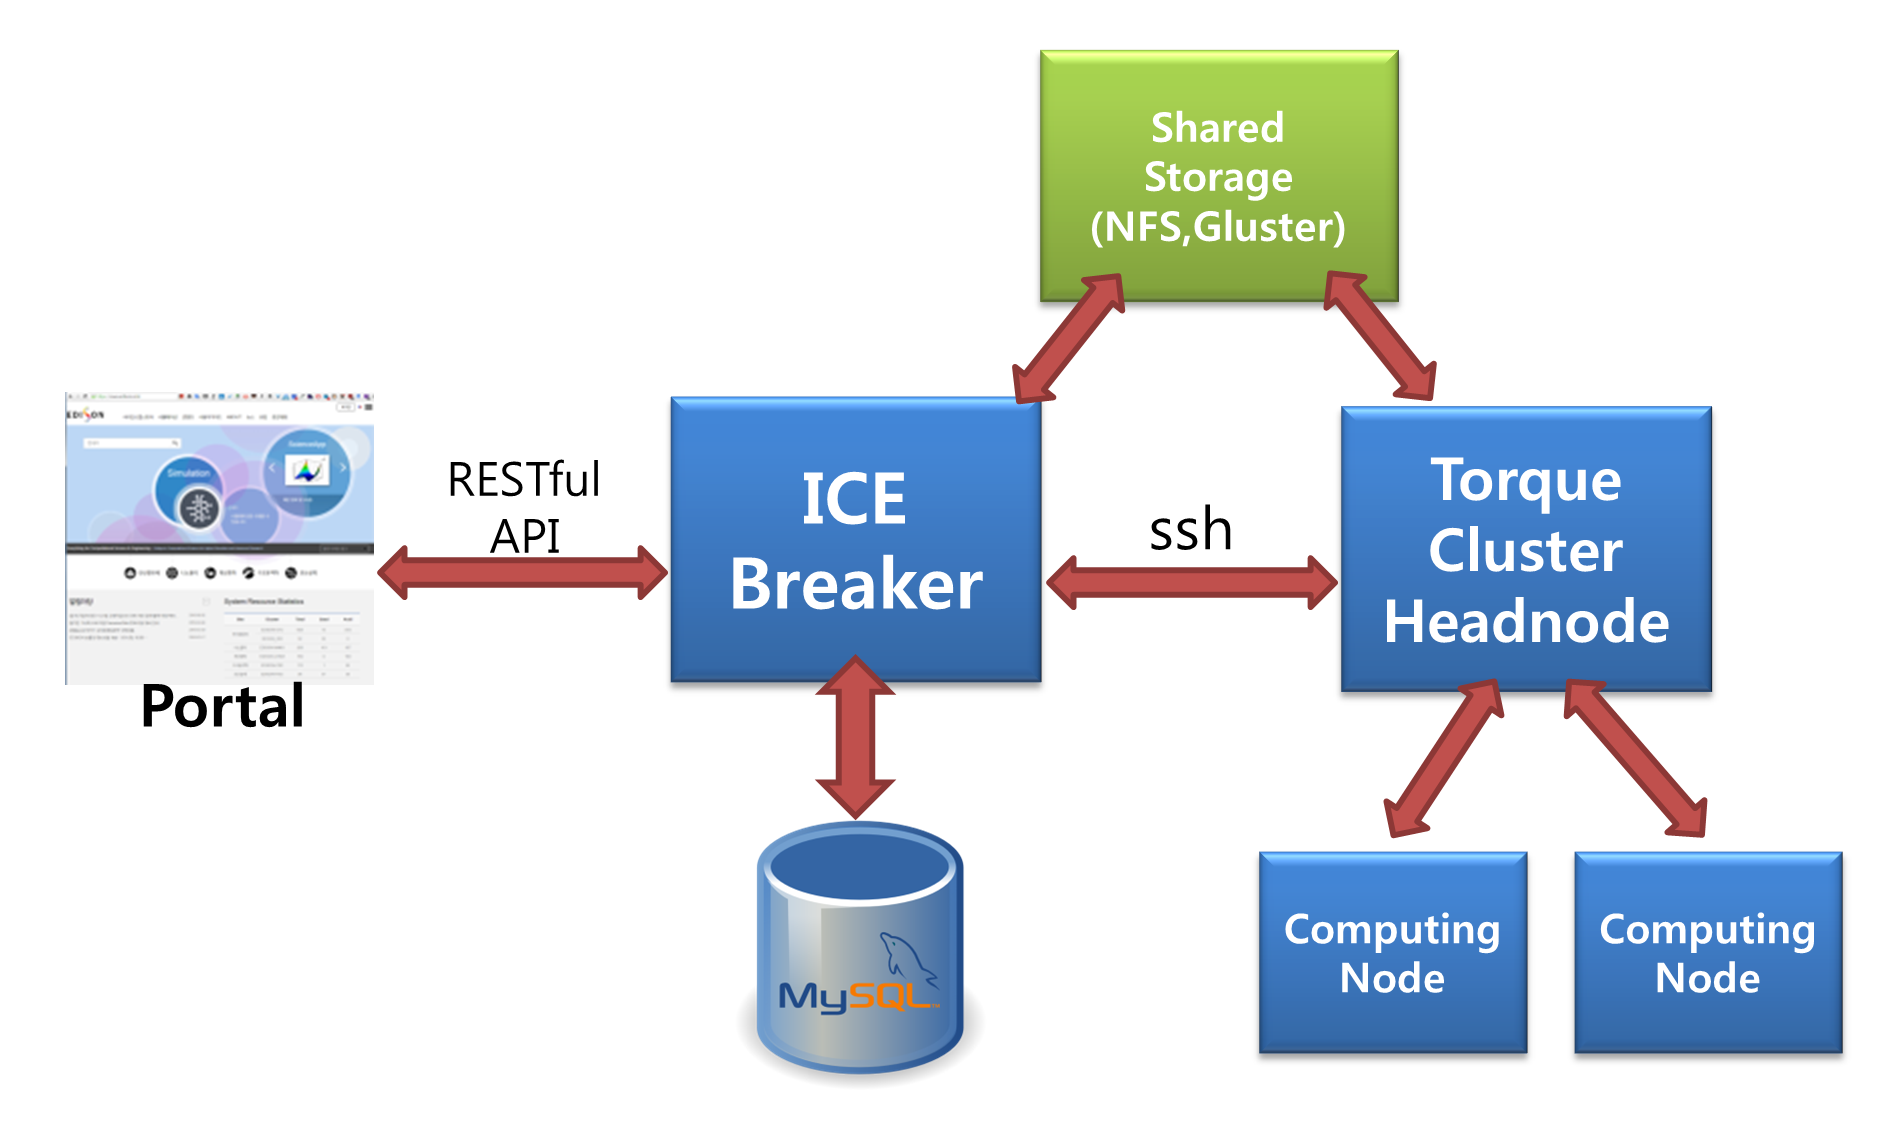 Shared
Storage
(NFS,Gluster)
EDISON
ScienceApp
Simulation
System Resource Statistics
Portal
RESTful
API
ICE
Breaker
ssh
Torque
Cluster
Headnode
MySQL
Computing
Node
Computing
Node